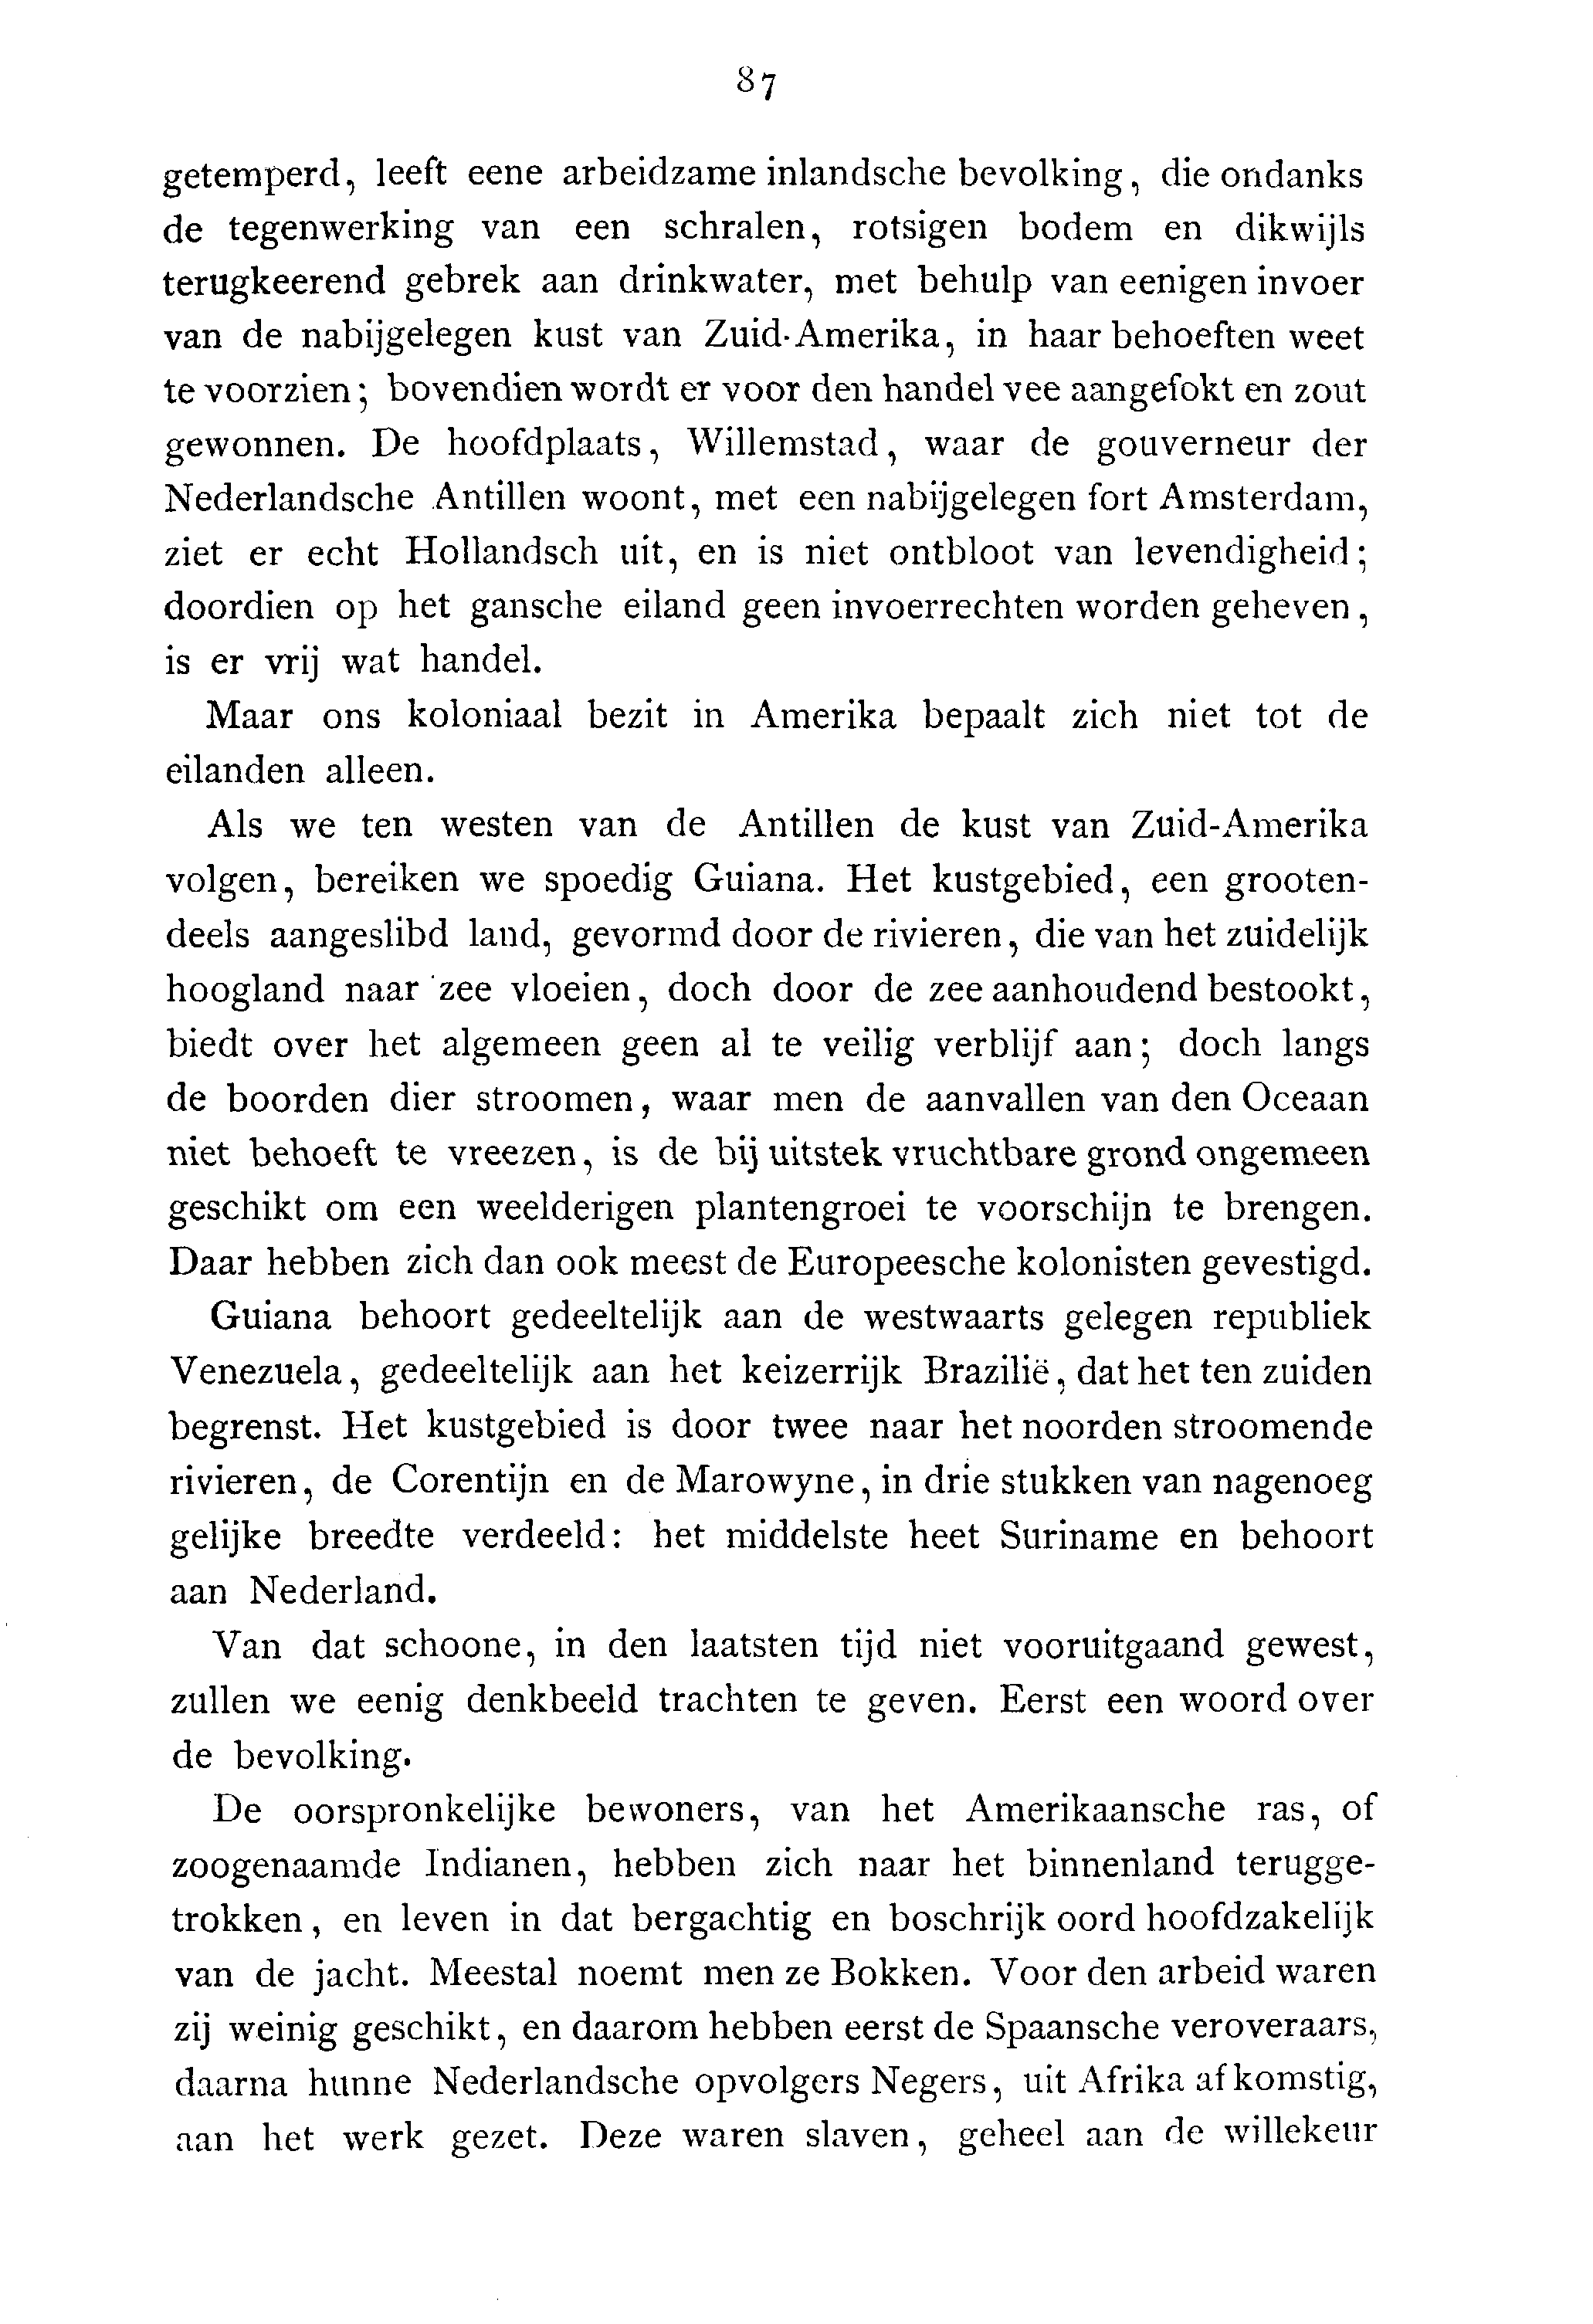 87
getemperd, leeft eene arbeidzame inlandsche bevolking, die ondanks
de tegenwerking van een schralen, rotsigen bodem en dikwijls
terugkeerend gebrek aan drinkwater, met behulp van eenigen invoer
van de nabijgelegen kust van Zuid-Amerika, in haar behoeften weet
te voorzien; bovendien wordt er voor den handel vee aangefokt en zout
gewonnen. De hoofdplaats, Willemstad, waar de gouverneur der
Nederlandsche Antillen woont, met een nabijgelegen fort Amsterdam,
ziet er echt Hollandsch uit, en is niet ontbloot van levendigheid;
doordien op het gansche eiland geen invoerrechten worden geheven,
is er vrij wat handel.
Maar ons koloniaal bezit in Amerika bepaalt zich niet tot de
eilanden alleen.
Als we ten westen van de Antillen de kust van Zuid-Amerika
volgen, bereiken we spoedig Guiana. Het kustgebied, een grooten-
deels aangeslibd land, gevormd door de rivieren, die van het zuidelijk
hoogland naar zee vloeien, doch door de zee aanhoudend bestookt,
biedt over het algemeen geen al te veilig verblijf aan; doch langs
de boorden dier stroomen, waar men de aanvallen van den Oceaan
niet behoeft te vreezen, is de bij uitstek vruchtbare grond ongemeen
geschikt om een weelderigen plantengroei te voorschijn te brengen.
Daar hebben zich dan ook meest de Europeesche kolonisten gevestigd.
Guiana behoort gedeeltelijk aan de westwaarts gelegen republiek
Venezuela, gedeeltelijk aan het keizerrijk Brazilië, dat het ten zuiden
begrenst. Het kustgebied is door twee naar het noorden stroomende
rivieren, de Corentijn en de Marowyne, in drie stukken van nagenoeg
gelijke breedte verdeeld: het middelste heet Suriname en behoort
aan Nederland.
Van dat schoone, in den laatsten tijd niet vooruitgaand gewest,
zullen we eenig denkbeeld trachten te geven. Eerst een woord over
de bevolking.
De oorspronkelijke bewoners, van het Amerikaansche ras, of
zoogenaamde Indianen, hebben zich naar het binnenland terugge-
trokken, en leven in dat bergachtig en boschrijk oord hoofdzakelijk
van de jacht. Meestal noemt men ze Bokken. Voor den arbeid waren
zij weinig geschikt, en daarom hebben eerst de Spaansche veroveraars,
daarna hunne Nederlandsche opvolgers Negers, uit Afrika afkomstig,
aan het werk gezet. Deze waren slaven, geheel aan de willekeur